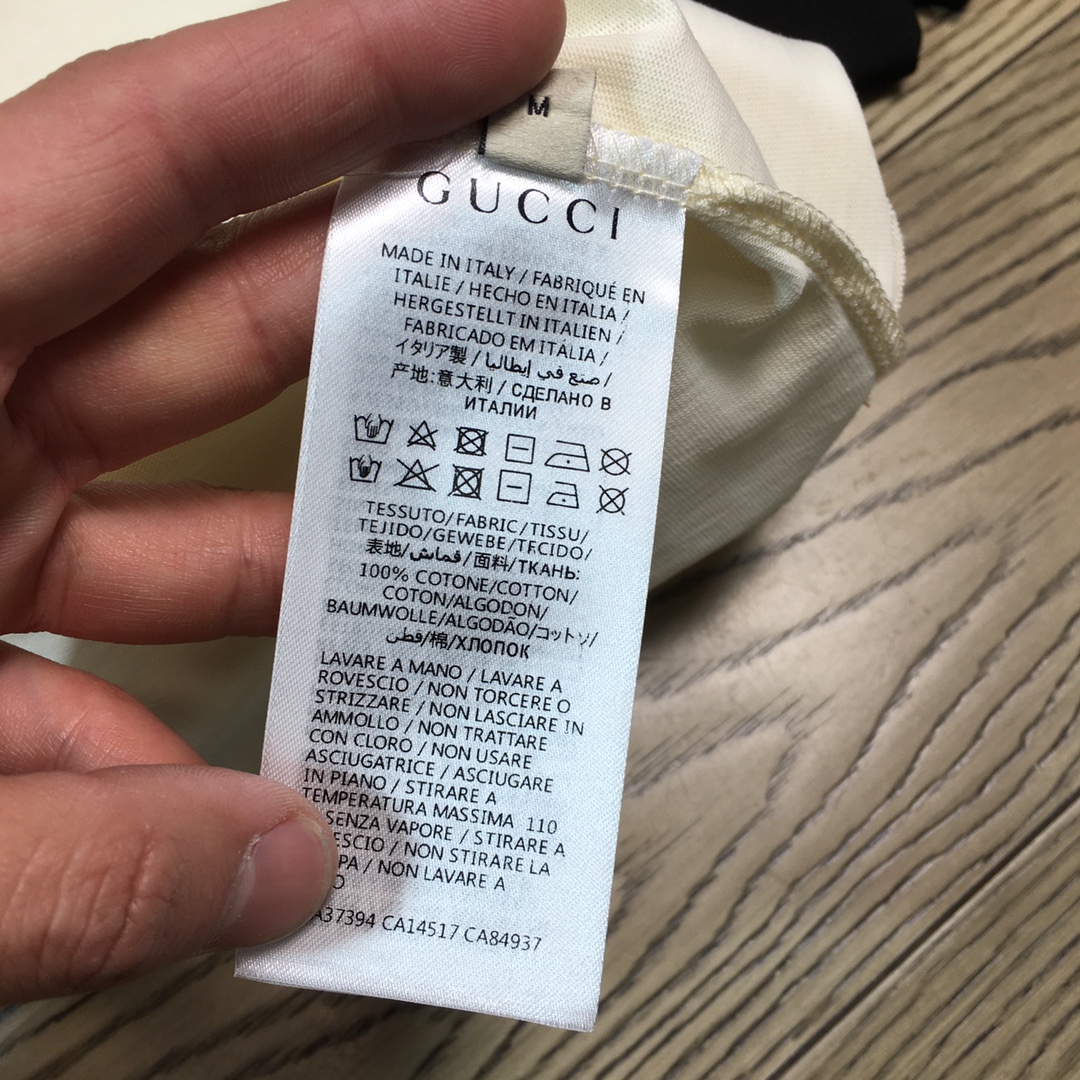 M
GUCCI
MADE IN ITALY / FABRIQUÉ EN
ITALIE / HECHO EN ITALIA /
HERGESTELLT IN ITALIEN /
FABRICADO EM ITALIA /
イタリア製 / صنع في إيطاليا /
产地:意大利 / СДЕЛАНО В
ИТАЛИИ
TESSUTO/FABRIC/TISSU/
TEJIDO/GEWEBE/TECIDO/
表地/قماش/面料/ТКАНЬ:
100% COTONE/COTTON/
COTON/ALGODON/
BAUMWOLLE/ALGODÃO/コットン/
قطن/棉/ХЛОПОК
LAVARE A MANO / LAVARE A
ROVESCIO / NON TORCERE O
STRIZZARE / NON LASCIARE IN
AMMOLLO / NON TRATTARE
CON CLORO / NON USARE
ASCIUGATRICE / ASCIUGARE
IN PIANO / STIRARE A
TEMPERATURA MASSIMA 110
SENZA VAPORE / STIRARE A
ESCIO / NON STIRARE LA
PA / NON LAVARE A
O
A37394 CA14517 CA84937